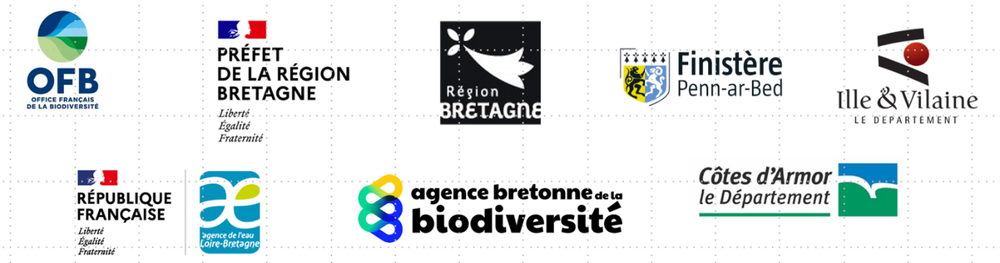 OFB
OFFICE FRANÇAIS
DE LA BIODIVERSITÉ
PRÉFET
DE LA RÉGION
BRETAGNE
Liberté
Égalité
Fraternité
Région
BRETAGNE
Finistère
Penn-ar-Bed
Ille & Vilaine
LE DÉPARTEMENT
RÉPUBLIQUE
FRANÇAISE
Liberté
Égalité
Fraternité
agence de l'eau
Loire-Bretagne
agence bretonne de la
biodiversité
Côtes d'Armor
le Département